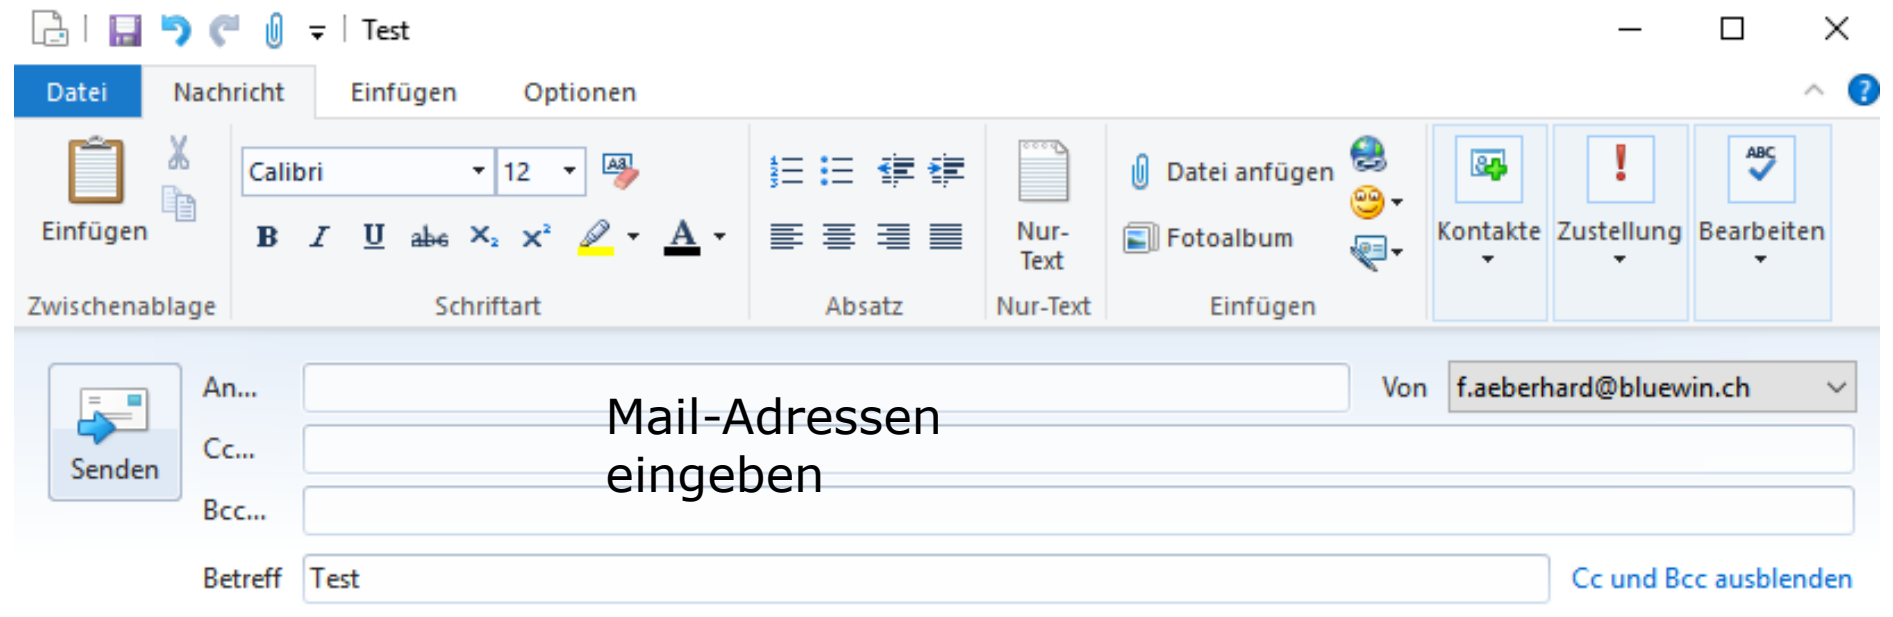 Test
Datei Nachricht Einfügen Optionen
?
Calibri 12 Datei anfügen
Einfügen B I U abc X₂ X² A Nur-Text Fotoalbum Kontakte Zustellung Bearbeiten
Zwischenablage Schriftart Absatz Nur-Text Einfügen
An... Von f.aeberhard@bluewin.ch
Mail-Adressen
Cc...
eingeben
Senden
Bcc...
Betreff Test Cc und Bcc ausblenden